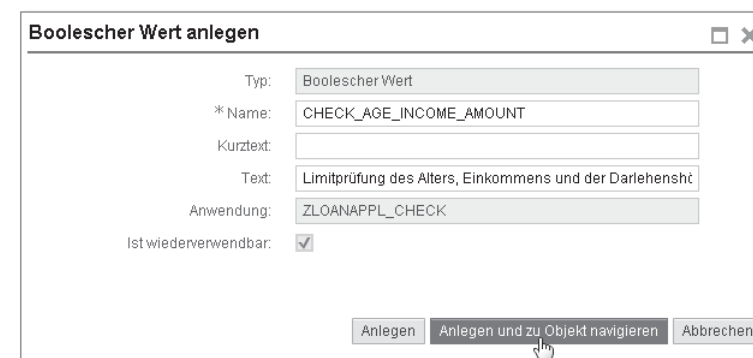 Boolescher Wert anlegen
Typ: Boolescher Wert
* Name: CHECK_AGE_INCOME_AMOUNT
Kurztext:
Text: Limitprüfung des Alters, Einkommens und der
Anwendung: ZLOANAPPL_CHECK
Ist wiederverwendbar:
Anlegen Anlegen und zu Objekt navigieren Abbrechen